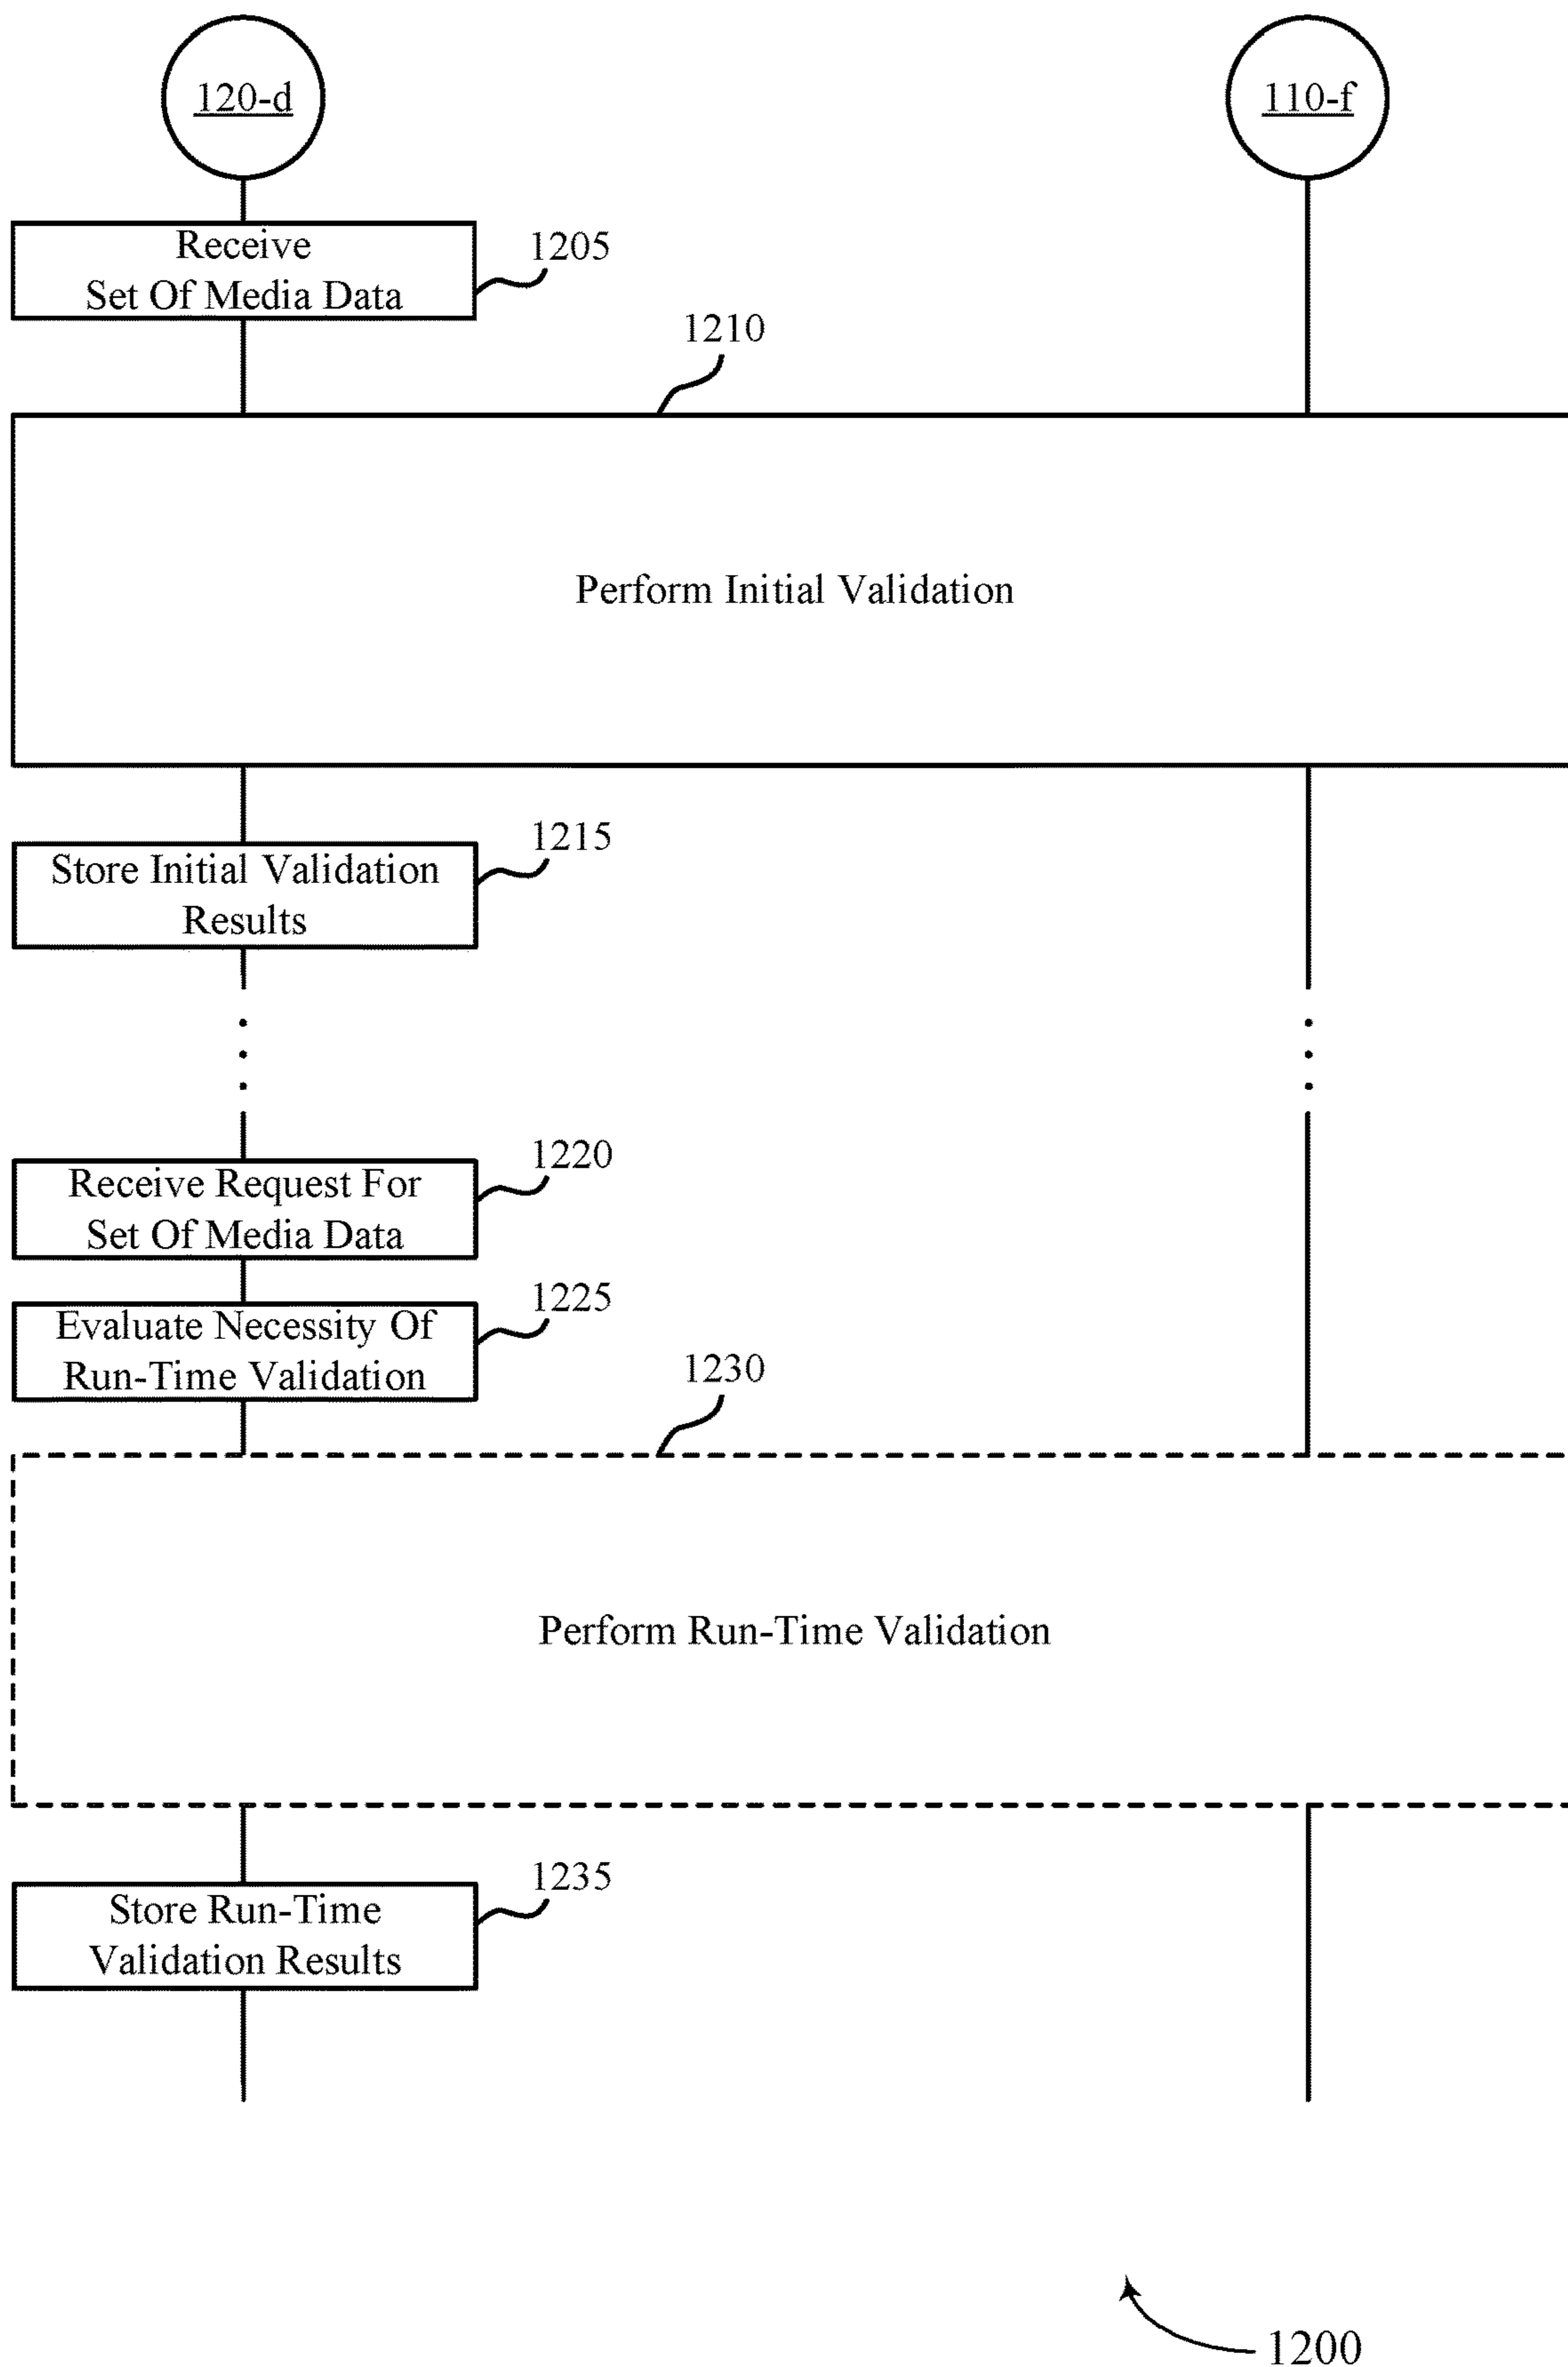 120-d
110-f
Receive
Set Of Media Data
1205
1210
Perform Initial Validation
1215
Store Initial Validation
Results
1220
Receive Request For
Set Of Media Data
1225
Evaluate Necessity Of
Run-Time Validation
1230
Perform Run-Time Validation
1235
Store Run-Time
Validation Results
1200